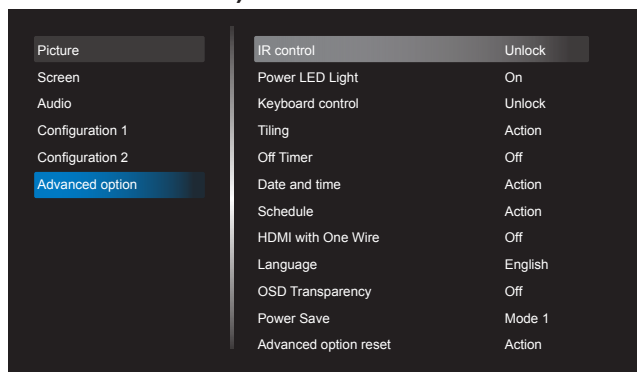 Picture
Screen
Audio
Configuration 1
Configuration 2
Advanced option
IR control Unlock
Power LED Light On
Keyboard control Unlock
Tiling Action
Off Timer Off
Date and time Action
Schedule Action
HDMI with One Wire Off
Language English
OSD Transparency Off
Power Save Mode 1
Advanced option reset Action